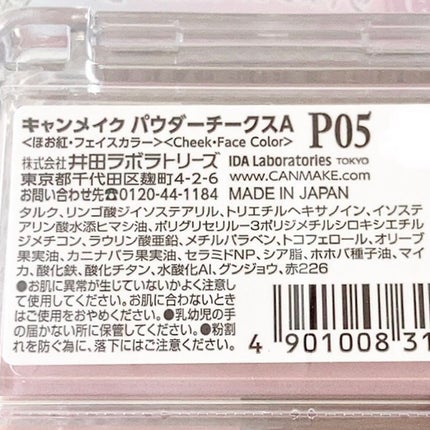 キャンメイク パウダーチークスA P05
<ほお紅・フェイスカラー><Cheek・Face Color>
株式会社井田ラボラトリーズ IDA Laboratories TOKYO
東京都千代田区麹町4-2-6 www.CANMAKE.com
お問い合わせ先☎0120-44-1184 MADE IN JAPAN
タルク、リンゴ酸ジイソステアリル、トリエチルヘキサノイン、イソステ
アリン酸水添ヒマシ油、ポリグリセリル-3ポリジメチルシロキシエチル
ジメチコン、ラウリン酸亜鉛、メチルパラベン、トコフェロール、オリーブ
果実油、カニナバラ果実油、セラミドNP、シア脂、ホホバ種子油、マイ
カ、酸化鉄、酸化チタン、水酸化Al、グンジョウ、赤226
●お肌に異常が生じていないかよく注意し
て使用してください。お肌に合わないとき
はご使用をおやめください。●乳幼児の手
の届かない所に保管してください。●粉割
れを防ぐ為に、落下にはご注意ください。
4 901008 31